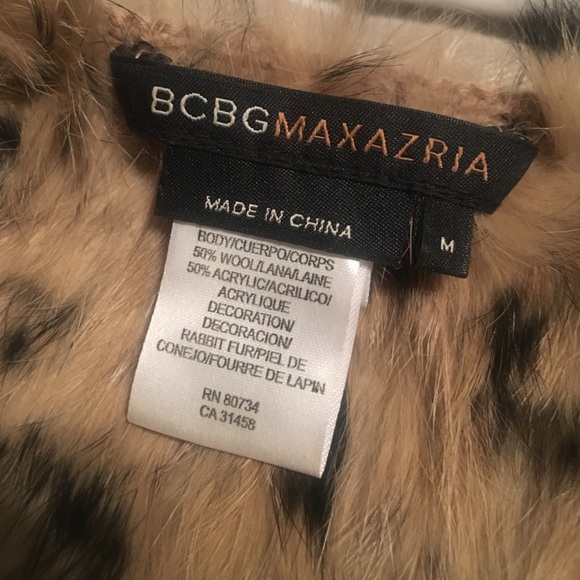 BCBGMAXAZRIA
MADE IN CHINA
M
BODY/CUERPO/CORPS
50% WOOL/LANA/LAINE
50% ACRYLIC/ACRILICO/
ACRYLIQUE
DECORATION/
DECORACION/
RABBIT FUR/PIEL DE
CONEJO/FOURRE DE LAPIN
RN 80734
CA 31458